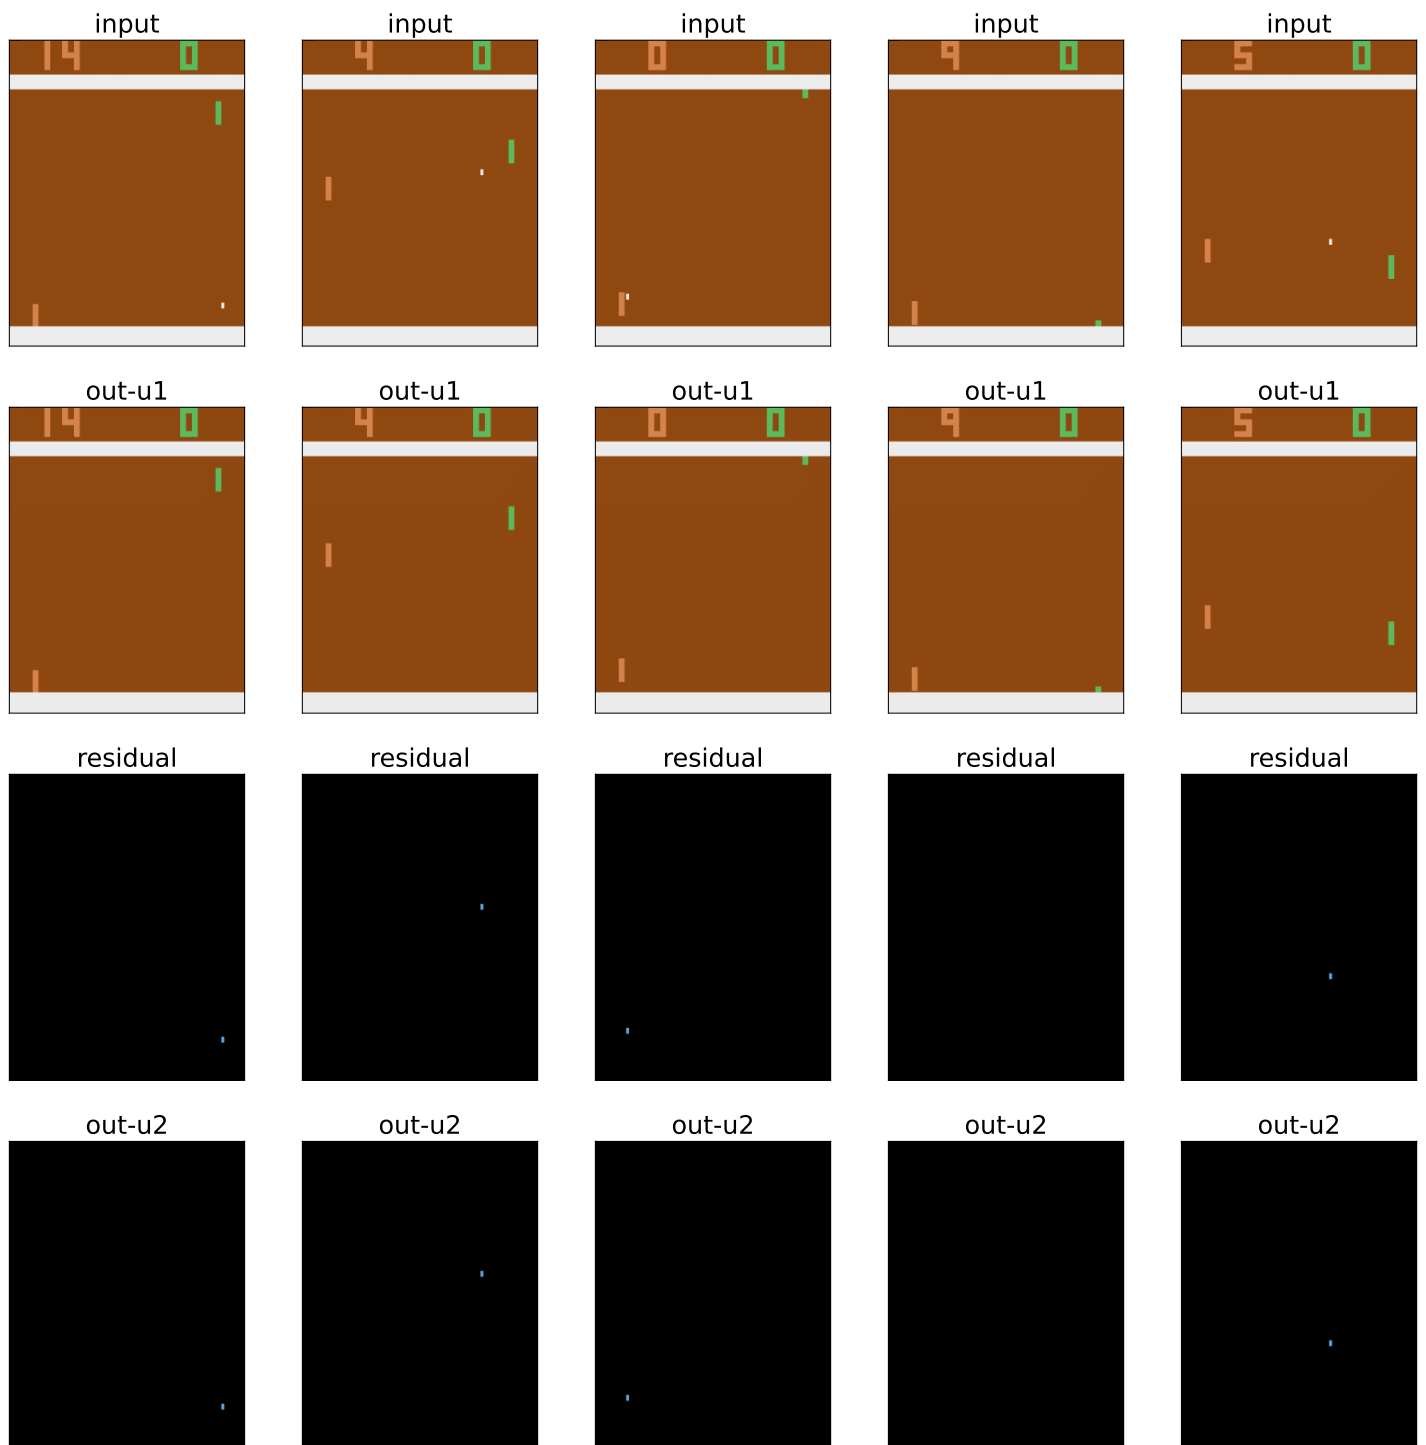 input input input input input
14 0 4 0 0 0 9 0 5 0
out-u1 out-u1 out-u1 out-u1 out-u1
14 0 4 0 0 0 9 0 5 0
residual residual residual residual residual
out-u2 out-u2 out-u2 out-u2 out-u2